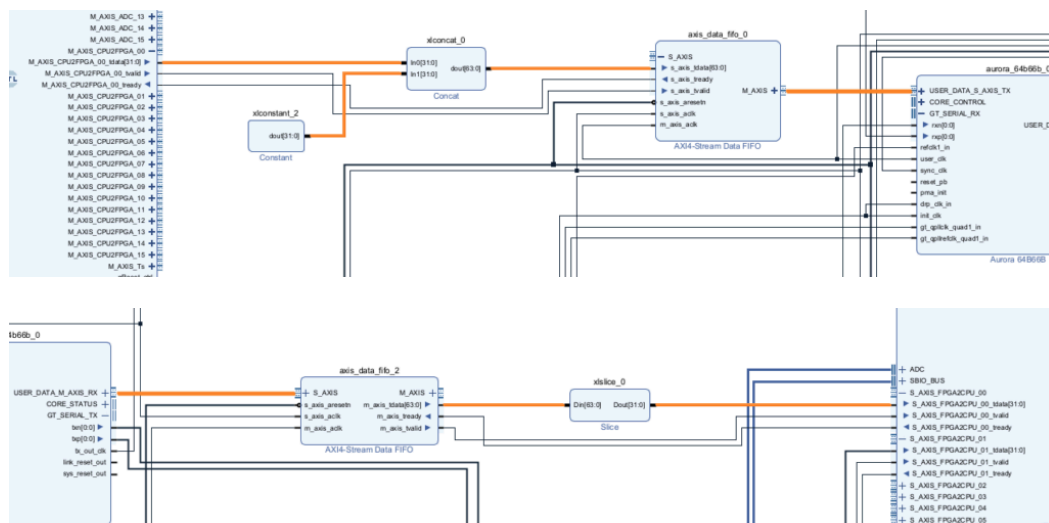 M_AXIS_ADC_13
M_AXIS_ADC_14
M_AXIS_ADC_15
M_AXIS_CPU2FPGA_00
M_AXIS_CPU2FPGA_00_tdata[31:0]
M_AXIS_CPU2FPGA_00_tvalid
M_AXIS_CPU2FPGA_00_tready
M_AXIS_CPU2FPGA_01
M_AXIS_CPU2FPGA_02
M_AXIS_CPU2FPGA_03
M_AXIS_CPU2FPGA_04
M_AXIS_CPU2FPGA_05
M_AXIS_CPU2FPGA_06
M_AXIS_CPU2FPGA_07
M_AXIS_CPU2FPGA_08
M_AXIS_CPU2FPGA_09
M_AXIS_CPU2FPGA_10
M_AXIS_CPU2FPGA_11
M_AXIS_CPU2FPGA_12
M_AXIS_CPU2FPGA_13
M_AXIS_CPU2FPGA_14
M_AXIS_CPU2FPGA_15
M_AXIS_Ts
xlconstant_2
dout[31:0]
Constant
xlconcat_0
In0[31:0]
In1[31:0]
dout[63:0]
Concat
axis_data_fifo_0
S_AXIS
s_axis_tdata[63:0]
s_axis_tready
s_axis_tvalid
s_axis_aresetn
s_axis_aclk
m_axis_aclk
M_AXIS
AXI4-Stream Data FIFO
aurora_64b66b_0
USER_DATA_S_AXIS_TX
CORE_CONTROL
GT_SERIAL_RX
rxn[0:0]
rxp[0:0]
refclk1_in
user_clk
sync_clk
reset_pb
pma_init
drp_clk_in
init_clk
gt_qpllclk_quad1_in
gt_qpllrefclk_quad1_in
USER_D
Aurora 64B66B
4b66b_0
USER_DATA_M_AXIS_RX
CORE_STATUS
GT_SERIAL_TX
txn[0:0]
txp[0:0]
tx_out_clk
link_reset_out
sys_reset_out
axis_data_fifo_2
S_AXIS
s_axis_aresetn
s_axis_aclk
m_axis_aclk
M_AXIS
m_axis_tdata[63:0]
m_axis_tready
m_axis_tvalid
AXI4-Stream Data FIFO
xlslice_0
Din[63:0]
Dout[31:0]
Slice
ADC
SBIO_BUS
S_AXIS_FPGA2CPU_00
S_AXIS_FPGA2CPU_00_tdata[31:0]
S_AXIS_FPGA2CPU_00_tvalid
S_AXIS_FPGA2CPU_00_tready
S_AXIS_FPGA2CPU_01
S_AXIS_FPGA2CPU_01_tdata[31:0]
S_AXIS_FPGA2CPU_01_tvalid
S_AXIS_FPGA2CPU_01_tready
S_AXIS_FPGA2CPU_02
S_AXIS_FPGA2CPU_03
S_AXIS_FPGA2CPU_04
S_AXIS_FPGA2CPU_05